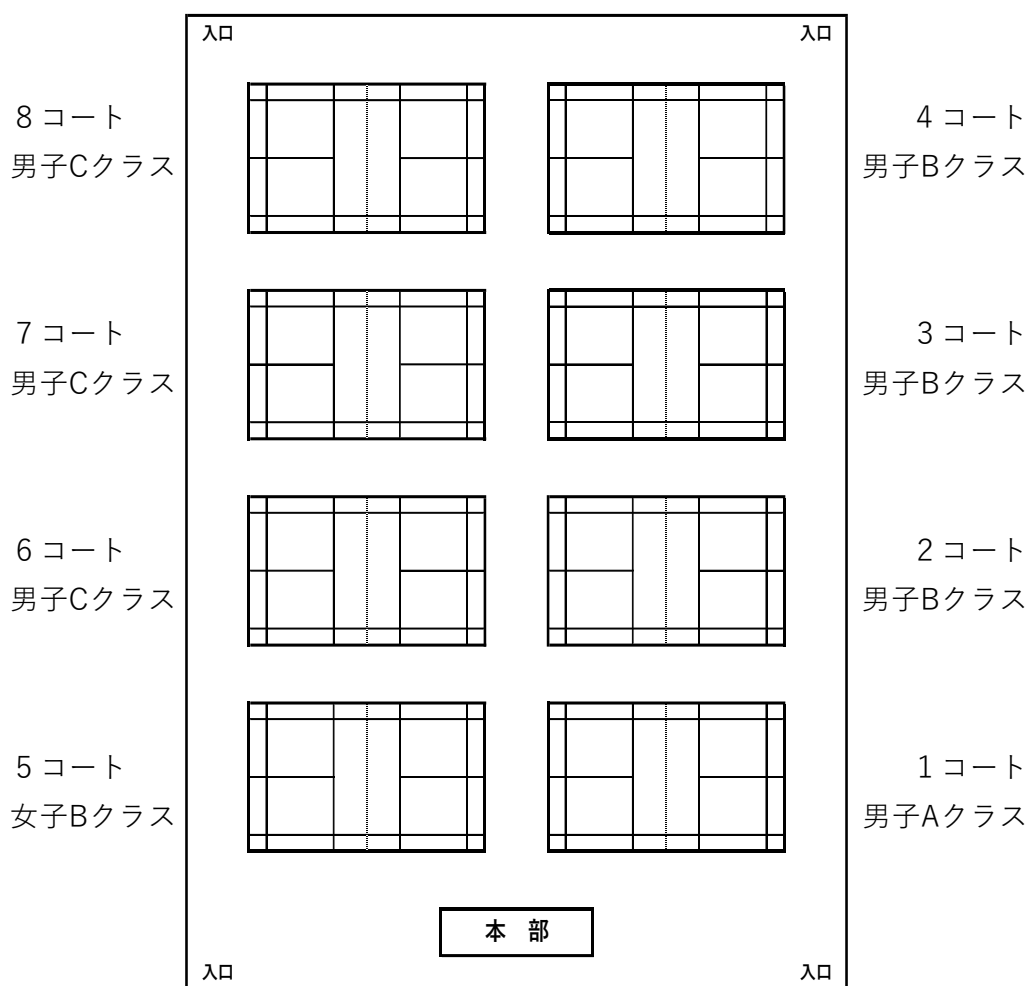 入口
入口
8コート
男子Cクラス
4コート
男子Bクラス
7コート
男子Cクラス
3コート
男子Bクラス
6コート
男子Cクラス
2コート
男子Bクラス
5コート
女子Bクラス
1コート
男子Aクラス
本 部
入口
入口